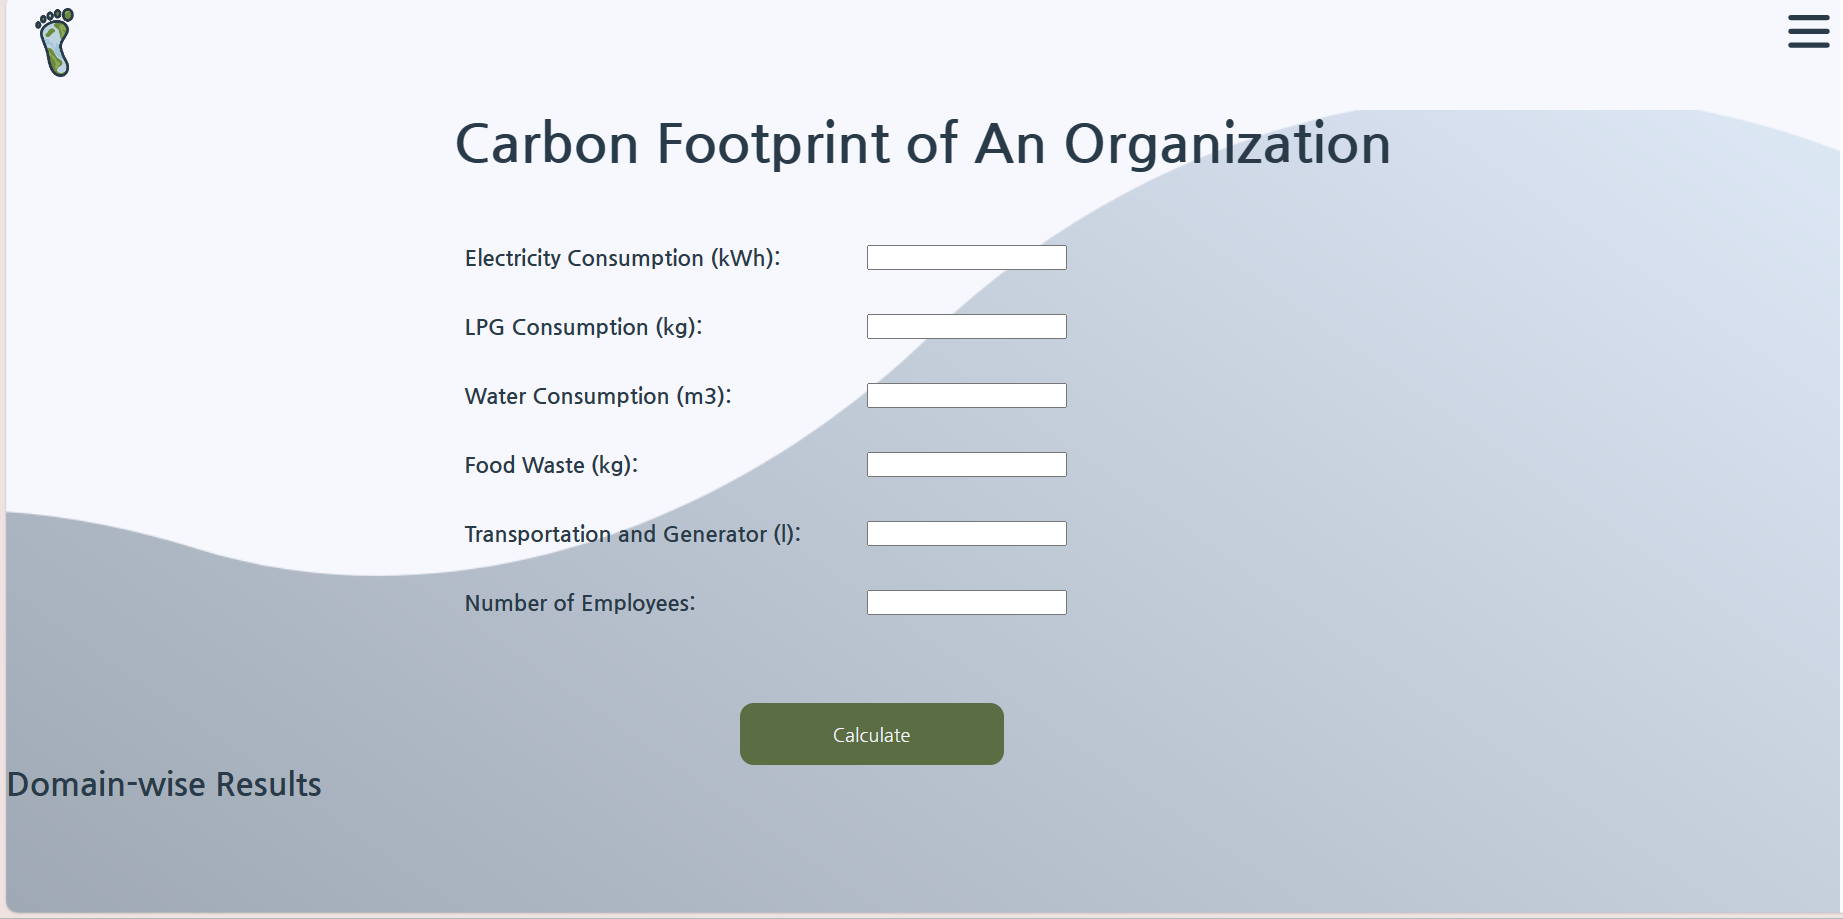 Carbon Footprint of An Organization
Electricity Consumption (kWh):
LPG Consumption (kg):
Water Consumption (m3):
Food Waste (kg):
Transportation and Generator (l):
Number of Employees:
Calculate
Domain-wise Results